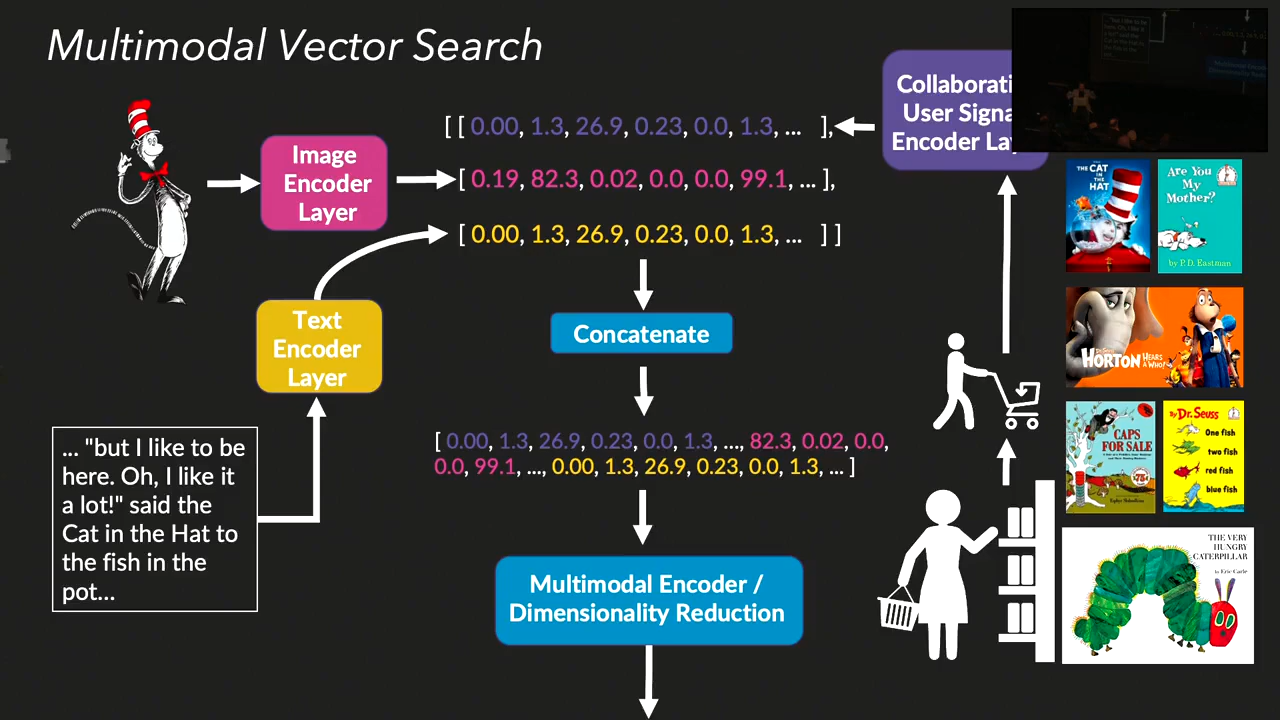 Multimodal Vector Search
Image
Encoder
Layer
Text
Encoder
Layer
... "but I like to be
here. Oh, I like it
a lot!" said the
Cat in the Hat to
the fish in the
pot...
[ [ 0.00, 1.3, 26.9, 0.23, 0.0, 1.3, ... ],
[ 0.19, 82.3, 0.02, 0.0, 0.0, 99.1, ... ],
[ 0.00, 1.3, 26.9, 0.23, 0.0, 1.3, ... ] ]
Concatenate
[ 0.00, 1.3, 26.9, 0.23, 0.0, 1.3, ..., 82.3, 0.02, 0.0,
0.0, 99.1, ..., 0.00, 1.3, 26.9, 0.23, 0.0, 1.3, ... ]
Multimodal Encoder /
Dimensionality Reduction
User
Encoder
THE CAT
IN THE
HAT
Are You
My
Mother?
by P.D. Eastman
DR. SEUSS
HORTON
HEARS
A WHO!
CAPS
FOR SALE
By Dr. Seuss
One fish
two fish
red fish
blue fish
THE VERY
HUNGRY
CATERPILLAR
by Eric Carle